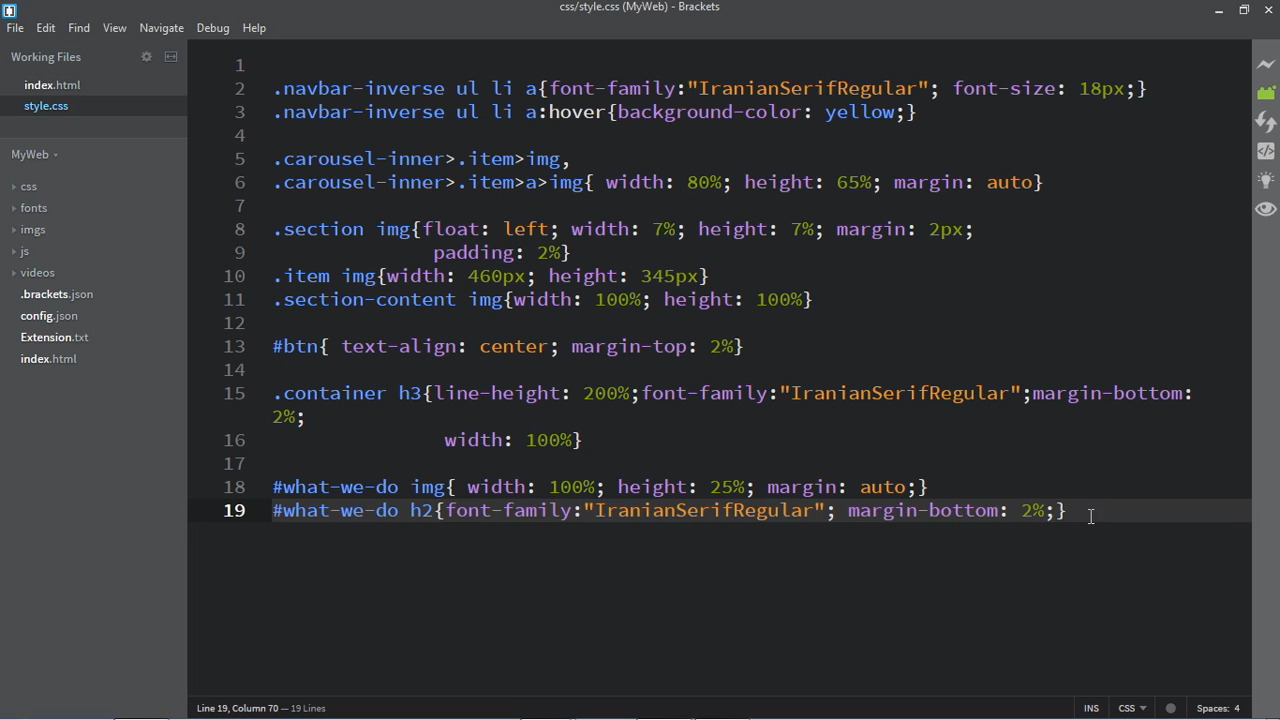 css/style.css (MyWeb) - Brackets
File Edit Find View Navigate Debug Help
Working Files
index.html
style.css
MyWeb
css
fonts
imgs
js
videos
.brackets.json
config.json
Extension.txt
index.html
1
2 .navbar-inverse ul li a{font-family:"IranianSerifRegular"; font-size: 18px;}
3 .navbar-inverse ul li a:hover{background-color: yellow;}
4
5 .carousel-inner>.item>img,
6 .carousel-inner>.item>a>img{ width: 80%; height: 65%; margin: auto}
7
8 .section img{float: left; width: 7%; height: 7%; margin: 2px;
9 padding: 2%}
10 .item img{width: 460px; height: 345px}
11 .section-content img{width: 100%; height: 100%}
12
13 #btn{ text-align: center; margin-top: 2%}
14
15 .container h3{line-height: 200%;font-family:"IranianSerifRegular";margin-bottom:
2%;
16 width: 100%}
17
18 #what-we-do img{ width: 100%; height: 25%; margin: auto;}
19 #what-we-do h2{font-family:"IranianSerifRegular"; margin-bottom: 2%;}
Line 19, Column 70 — 19 Lines
INS CSS Spaces: 4